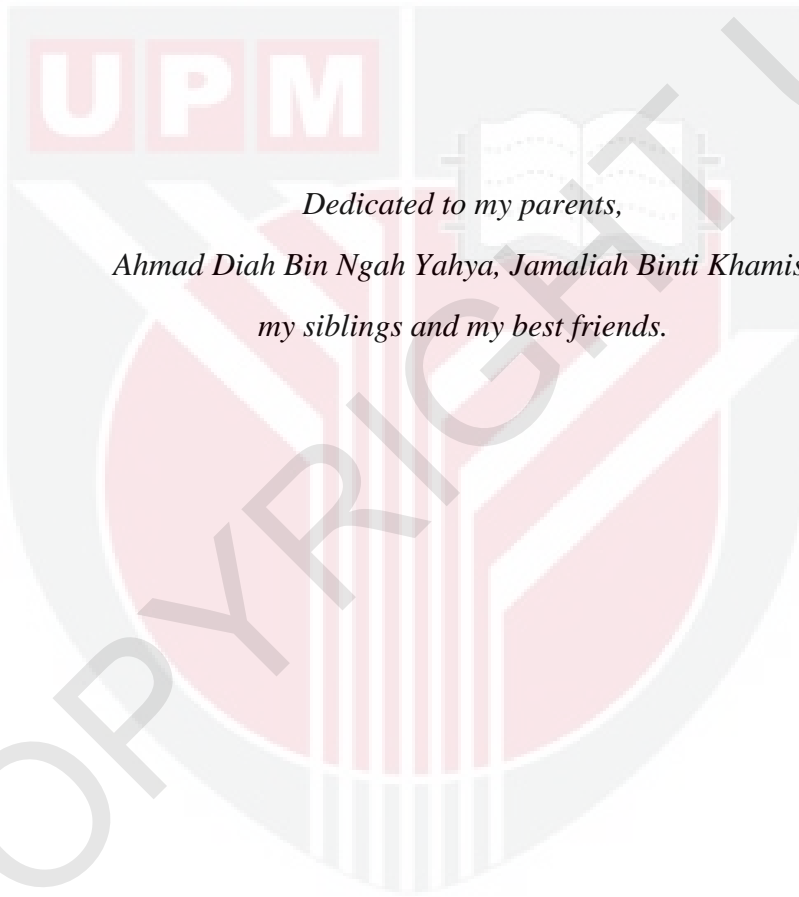 UPM
Dedicated to my parents,
Ahmad Diah Bin Ngah Yahya, Jamaliah Binti Khamis
my siblings and my best friends.
OPYRIGHT U